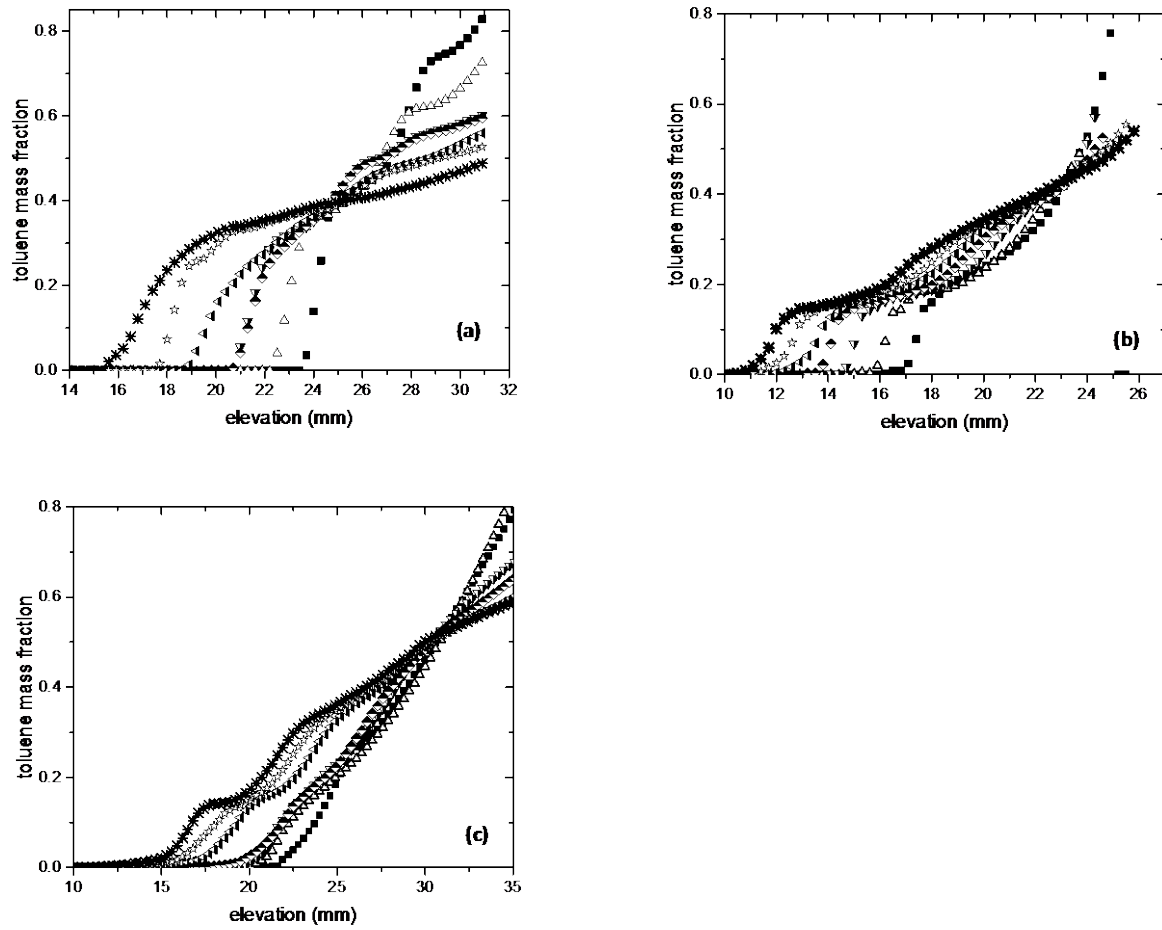 0.8
0.6
0.4
0.2
0.0
toluene mass fraction
(a)
14 16 18 20 22 24 26 28 30 32
elevation (mm)
0.8
0.6
0.4
0.2
0.0
toluene mass fraction
(b)
10 12 14 16 18 20 22 24 26
elevation (mm)
0.8
0.6
0.4
0.2
0.0
toluene mass fraction
(c)
10 15 20 25 30 35
elevation (mm)